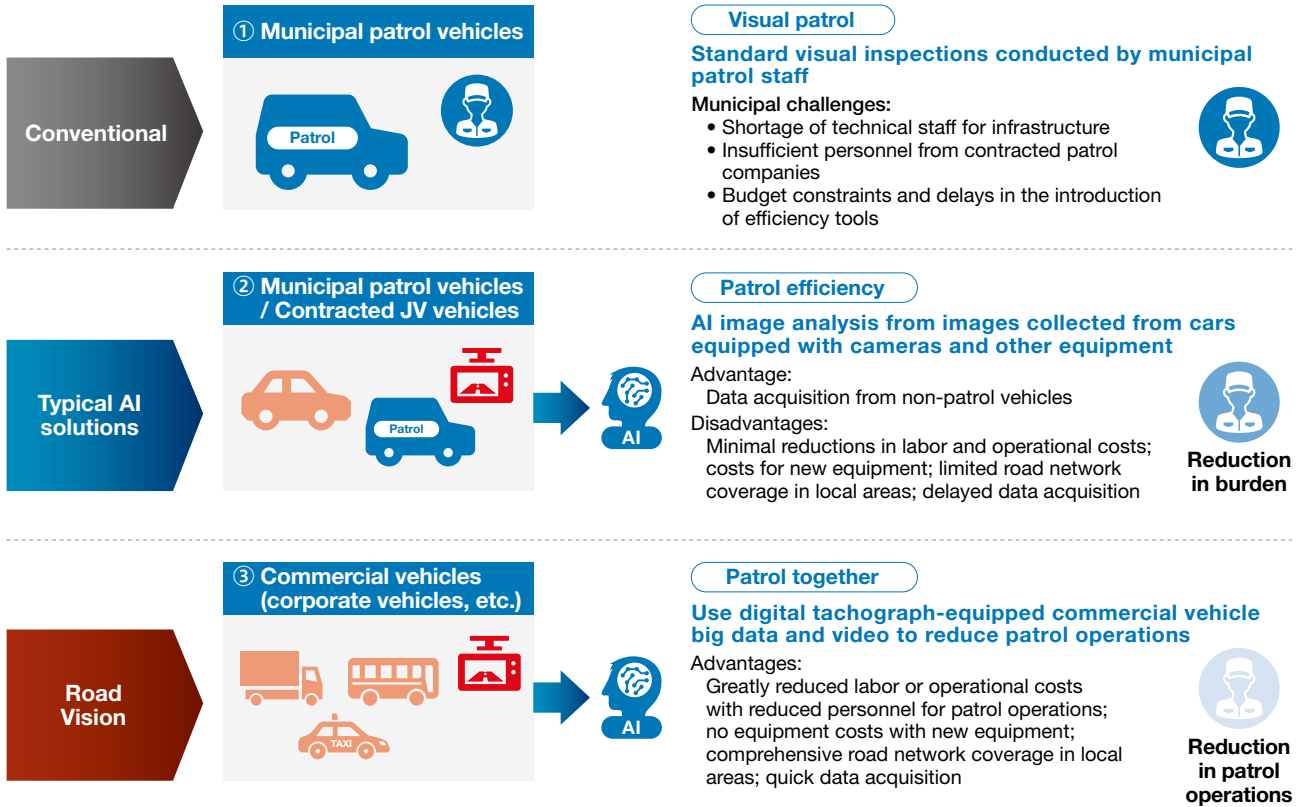 Conventional
① Municipal patrol vehicles
Patrol
Visual patrol
Standard visual inspections conducted by municipal
patrol staff
Municipal challenges:
• Shortage of technical staff for infrastructure
• Insufficient personnel from contracted patrol
companies
• Budget constraints and delays in the introduction
of efficiency tools
Typical AI
solutions
② Municipal patrol vehicles
/ Contracted JV vehicles
Patrol
AI
Patrol efficiency
AI image analysis from images collected from cars
equipped with cameras and other equipment
Advantage:
Data acquisition from non-patrol vehicles
Disadvantages:
Minimal reductions in labor and operational costs;
costs for new equipment; limited road network
coverage in local areas; delayed data acquisition
Reduction
in burden
Road
Vision
③ Commercial vehicles
(corporate vehicles, etc.)
TAXI
AI
Patrol together
Use digital tachograph-equipped commercial vehicle
big data and video to reduce patrol operations
Advantages:
Greatly reduced labor or operational costs
with reduced personnel for patrol operations;
no equipment costs with new equipment;
comprehensive road network coverage in local
areas; quick data acquisition
Reduction
in patrol
operations